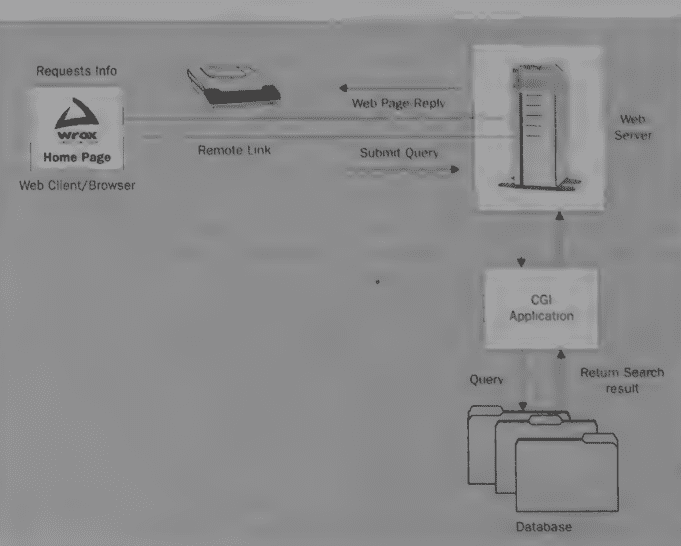 Requests Info
wrox
Home Page
Web Client/Browser
Remote Link
Web Page Reply
Submit Query
Web
Server
CGI
Application
Query
Return Search
result
Database